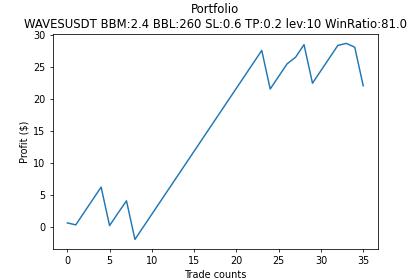 Portfolio
WAVESUSDT BBM:2.4 BBL:260 SL:0.6 TP:0.2 lev:10 WinRatio:81.0
30
25
20
15
10
5
0
Profit ($)
0 5 10 15 20 25 30 35
Trade counts